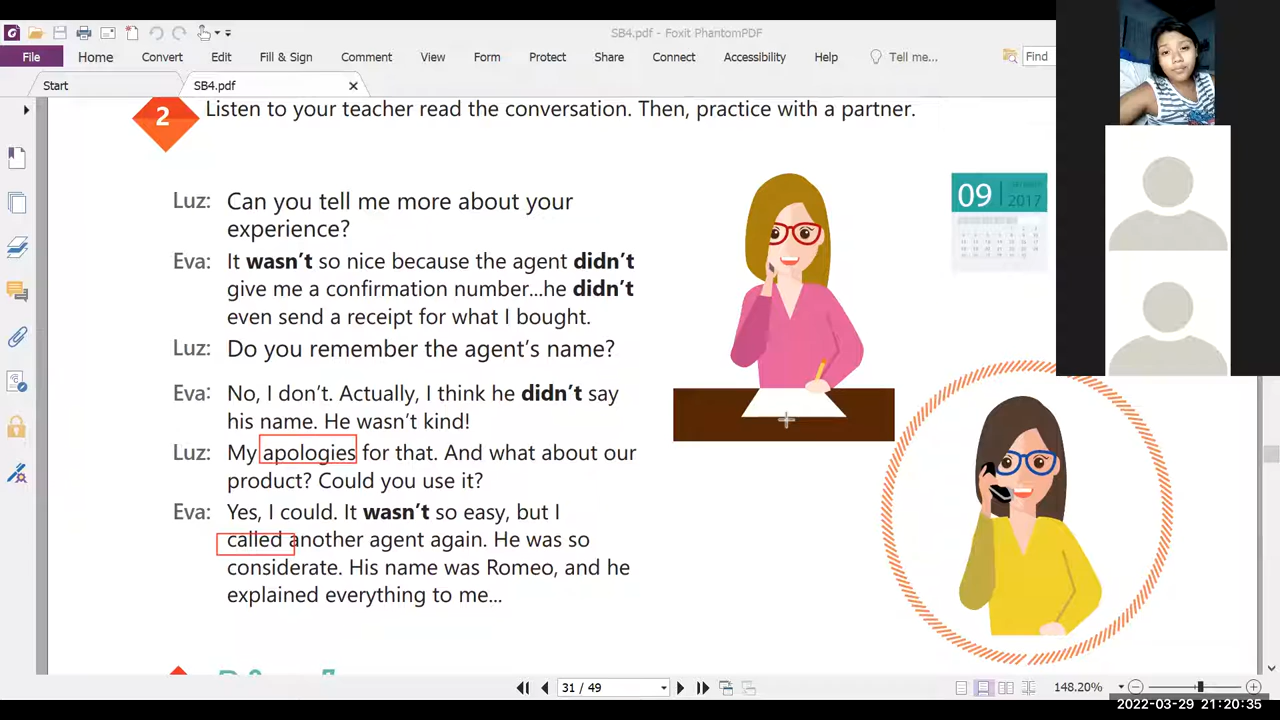 SB4.pdf - Foxit PhantomPDF
File Home Convert Edit Fill & Sign Comment View Form Protect Share Connect Accessibility Help Tell me... Find
Start SB4.pdf
2 Listen to your teacher read the conversation. Then, practice with a partner.
Luz: Can you tell me more about your
experience?
Eva: It wasn't so nice because the agent didn't
give me a confirmation number...he didn't
even send a receipt for what I bought.
Luz: Do you remember the agent's name?
Eva: No, I don't. Actually, I think he didn't say
his name. He wasn't kind!
Luz: My apologies for that. And what about our
product? Could you use it?
Eva: Yes, I could. It wasn't so easy, but I
called another agent again. He was so
considerate. His name was Romeo, and he
explained everything to me...
09
2017
31 / 49
148.20%
2022-03-29 21:20:35